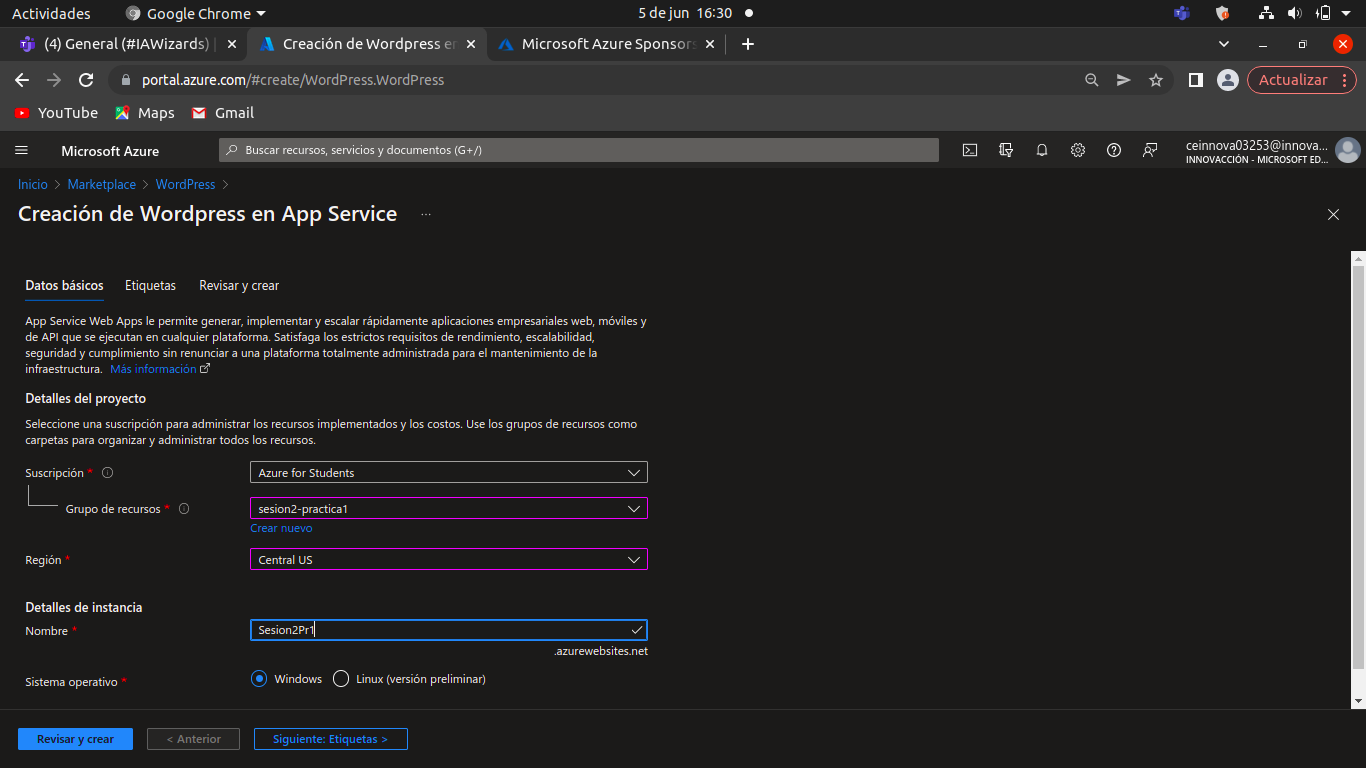 Actividades
Google Chrome
5 de jun 16:30
(4) General (#IAWizards) |
Creación de Wordpress en
Microsoft Azure Sponsors
portal.azure.com/#create/WordPress.WordPress
Actualizar
YouTube
Maps
Gmail
Microsoft Azure
Buscar recursos, servicios y documentos (G+/)
ceinnova03253@innova...
INNOVACCIÓN - MICROSOFT ED...
Inicio > Marketplace > WordPress >
Creación de Wordpress en App Service
...
Datos básicos
Etiquetas
Revisar y crear
App Service Web Apps le permite generar, implementar y escalar rápidamente aplicaciones empresariales web, móviles y
de API que se ejecutan en cualquier plataforma. Satisfaga los estrictos requisitos de rendimiento, escalabilidad,
seguridad y cumplimiento sin renunciar a una plataforma totalmente administrada para el mantenimiento de la
infraestructura. Más información
Detalles del proyecto
Seleccione una suscripción para administrar los recursos implementados y los costos. Use los grupos de recursos como
carpetas para organizar y administrar todos los recursos.
Suscripción *
Azure for Students
Grupo de recursos *
sesion2-practica1
Crear nuevo
Región *
Central US
Detalles de instancia
Nombre *
Sesion2Pr1
.azurewebsites.net
Sistema operativo *
Windows
Linux (versión preliminar)
Revisar y crear
< Anterior
Siguiente: Etiquetas >